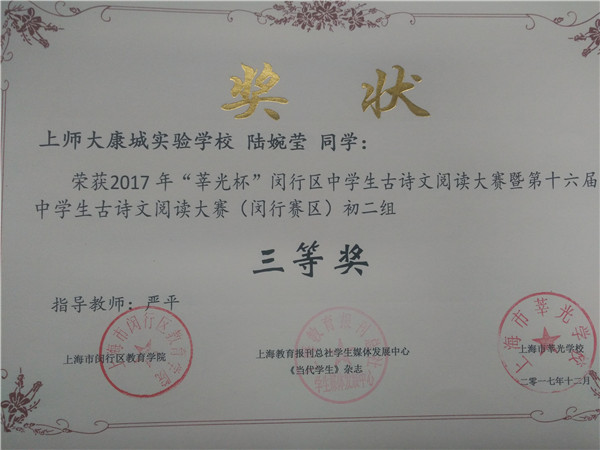 奖 状
上师大康城实验学校 陆婉莹 同学：
荣获2017年“莘光杯”闵行区中学生古诗文阅读大赛暨第十六届
中学生古诗文阅读大赛（闵行赛区）初二组
三等奖
指导教师：严平
上海市闵行区教育学院
上海教育报刊总社学生媒体发展中心
《当代学生》杂志
上海市莘光学校
二〇一七年十二月
上海市闵行区教育学院
教育报刊
上海市莘光学校